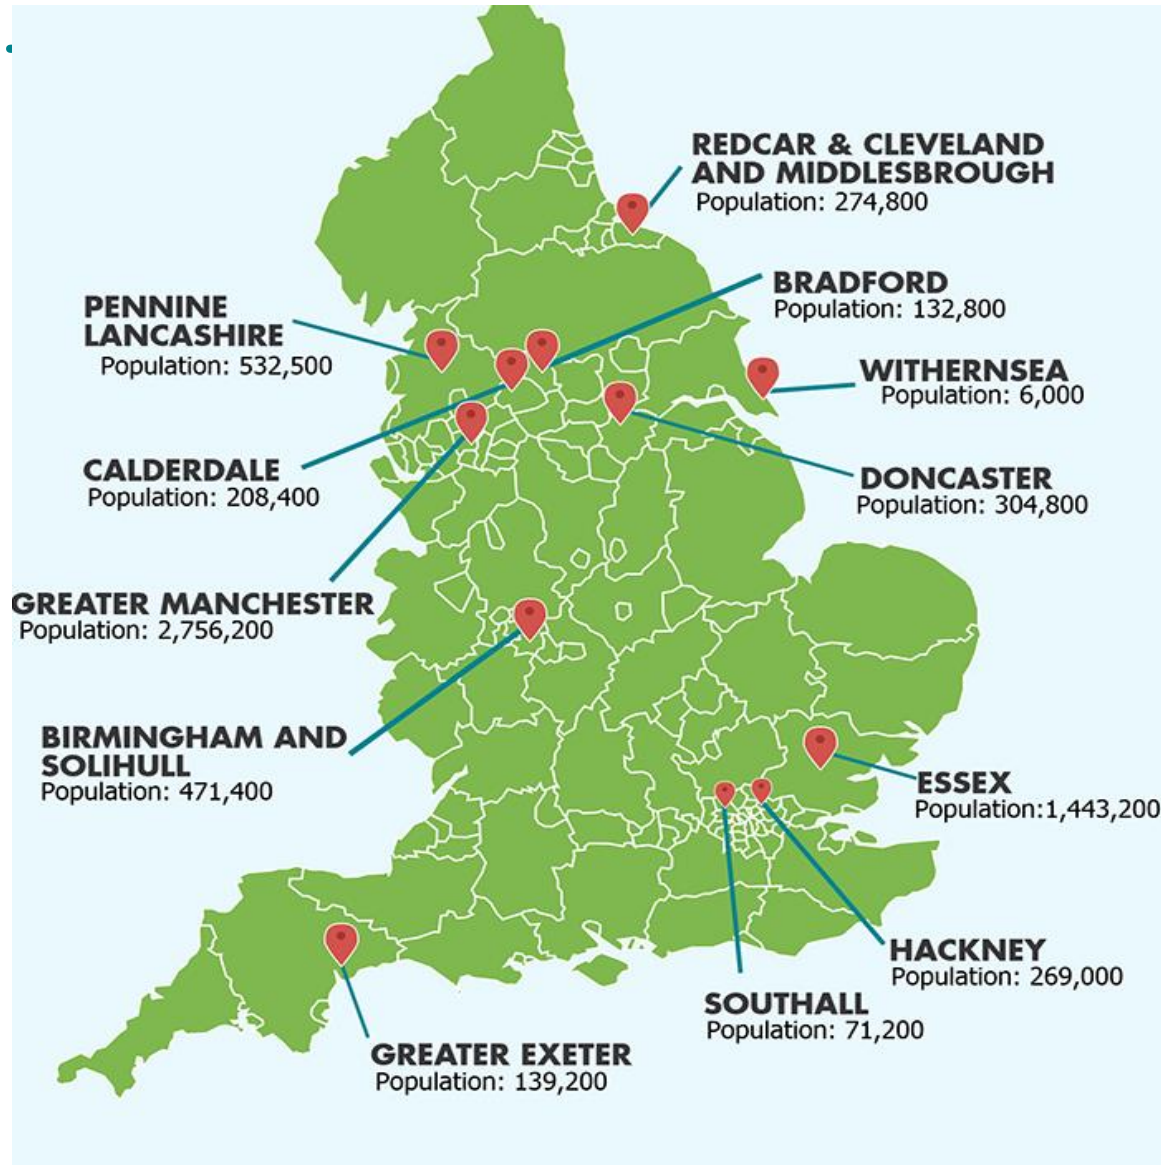 REDCAR & CLEVELAND
AND MIDDLESBROUGH
Population: 274,800
BRADFORD
Population: 132,800
PENNINE
LANCASHIRE
Population: 532,500
WITHERNSEA
Population: 6,000
CALDERDALE
Population: 208,400
DONCASTER
Population: 304,800
GREATER MANCHESTER
Population: 2,756,200
BIRMINGHAM AND
SOLIHULL
Population: 471,400
ESSEX
Population:1,443,200
HACKNEY
Population: 269,000
SOUTHALL
Population: 71,200
GREATER EXETER
Population: 139,200